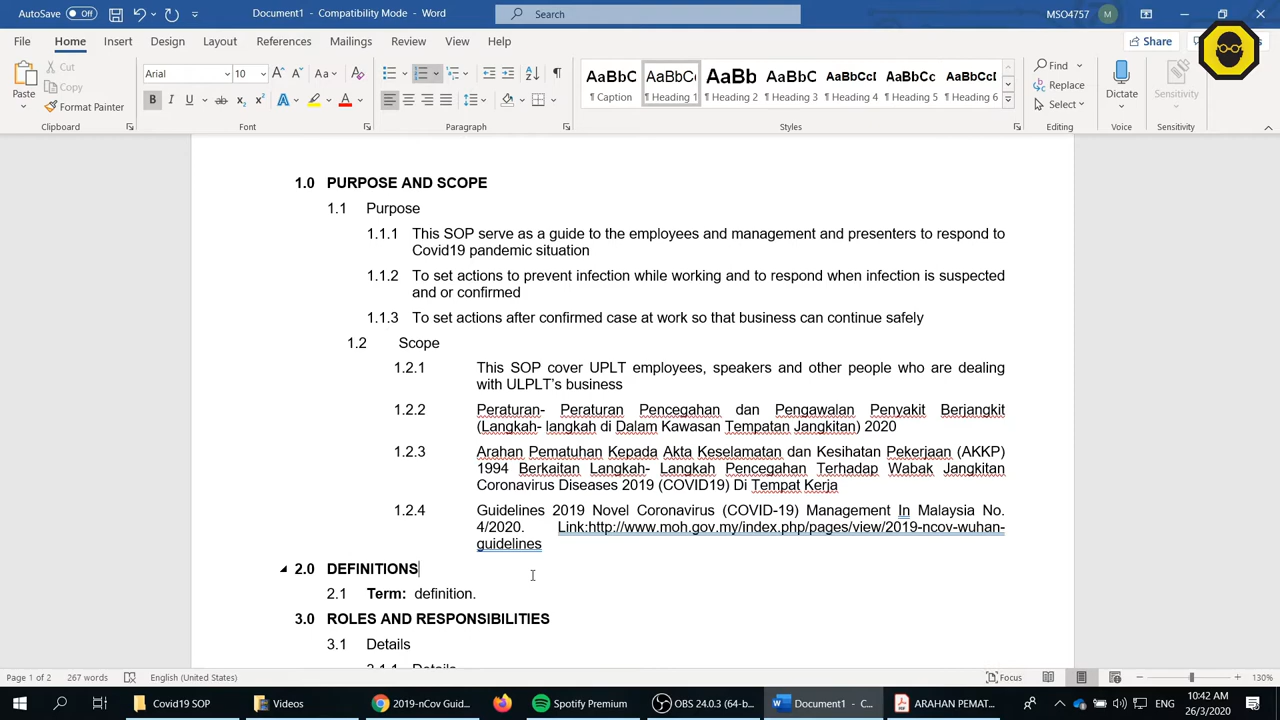 AutoSave Off
Document1 - Compatibility Mode - Word
Search
MSO4757
M
File Home Insert Design Layout References Mailings Review View Help
Share
Paste
Cut
Copy
Format Painter
Clipboard
Arial 10
B I U ab x₂ x²
Font
Paragraph
AaBbC AaBbCc AaBb AaBbC AaBbCcI AaBbCc AaBbCc
¶ Caption ¶ Heading 1 ¶ Heading 2 ¶ Heading 3 ¶ Heading 4 ¶ Heading 5 ¶ Heading 6
Styles
Find
Replace
Select
Editing
Dictate
Voice
Sensitivity
Sensitivity
1.0 PURPOSE AND SCOPE
1.1 Purpose
1.1.1 This SOP serve as a guide to the employees and management and presenters to respond to
Covid19 pandemic situation
1.1.2 To set actions to prevent infection while working and to respond when infection is suspected
and or confirmed
1.1.3 To set actions after confirmed case at work so that business can continue safely
1.2 Scope
1.2.1 This SOP cover UPLT employees, speakers and other people who are dealing
with ULPLT's business
1.2.2 Peraturan- Peraturan Pencegahan dan Pengawalan Penyakit Berjangkit
(Langkah- langkah di Dalam Kawasan Tempatan Jangkitan) 2020
1.2.3 Arahan Pematuhan Kepada Akta Keselamatan dan Kesihatan Pekerjaan (AKKP)
1994 Berkaitan Langkah- Langkah Pencegahan Terhadap Wabak Jangkitan
Coronavirus Diseases 2019 (COVID19) Di Tempat Kerja
1.2.4 Guidelines 2019 Novel Coronavirus (COVID-19) Management In Malaysia No.
4/2020. Link:http://www.moh.gov.my/index.php/pages/view/2019-ncov-wuhan-
guidelines
2.0 DEFINITIONS
2.1 Term: definition.
3.0 ROLES AND RESPONSIBILITIES
3.1 Details
3.1.1 Details
Page 1 of 2 267 words English (United States)
Focus
130%
Covid19 SOP
Videos
2019-nCov Guid...
Spotify Premium
OBS 24.0.3 (64-b...
Document1 - C...
ARAHAN PEMAT...
ENG
10:42 AM
26/3/2020